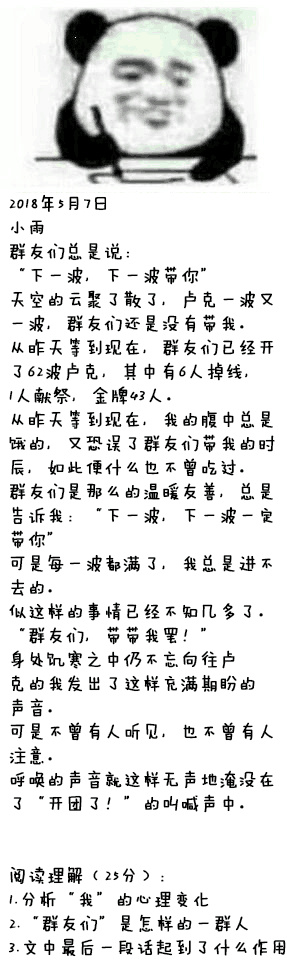 2018年5月7日
小雨
群友们总是说：
“下一波，下一波带你”
天空的云聚了散了，卢克一波又
一波，群友们还是没有带我。
从昨天等到现在，群友们已经开
了62波卢克，其中有6人掉线，
1人献祭，金牌43人。
从昨天等到现在，我的腹中总是
饿的，又恐误了群友们带我的时
辰，如此便什么也不曾吃过。
群友们是那么的温暖友善，总是
告诉我：“下一波，下一波一定
带你”
可是每一波都满了，我总是进不
去的。
似这样的事情已经不知几多了。
“群友们，带带我罢！”
身处饥寒之中仍不忘向往卢
克的我发出了这样充满期盼的
声音。
可是不曾有人听见，也不曾有人
注意。
呼唤的声音就这样无声地淹没在
了“开团了！”的叫喊声中。
阅读理解（25分）：
1.分析“我”的心理变化
2.“群友们”是怎样的一群人
3.文中最后一段话起到了什么作用